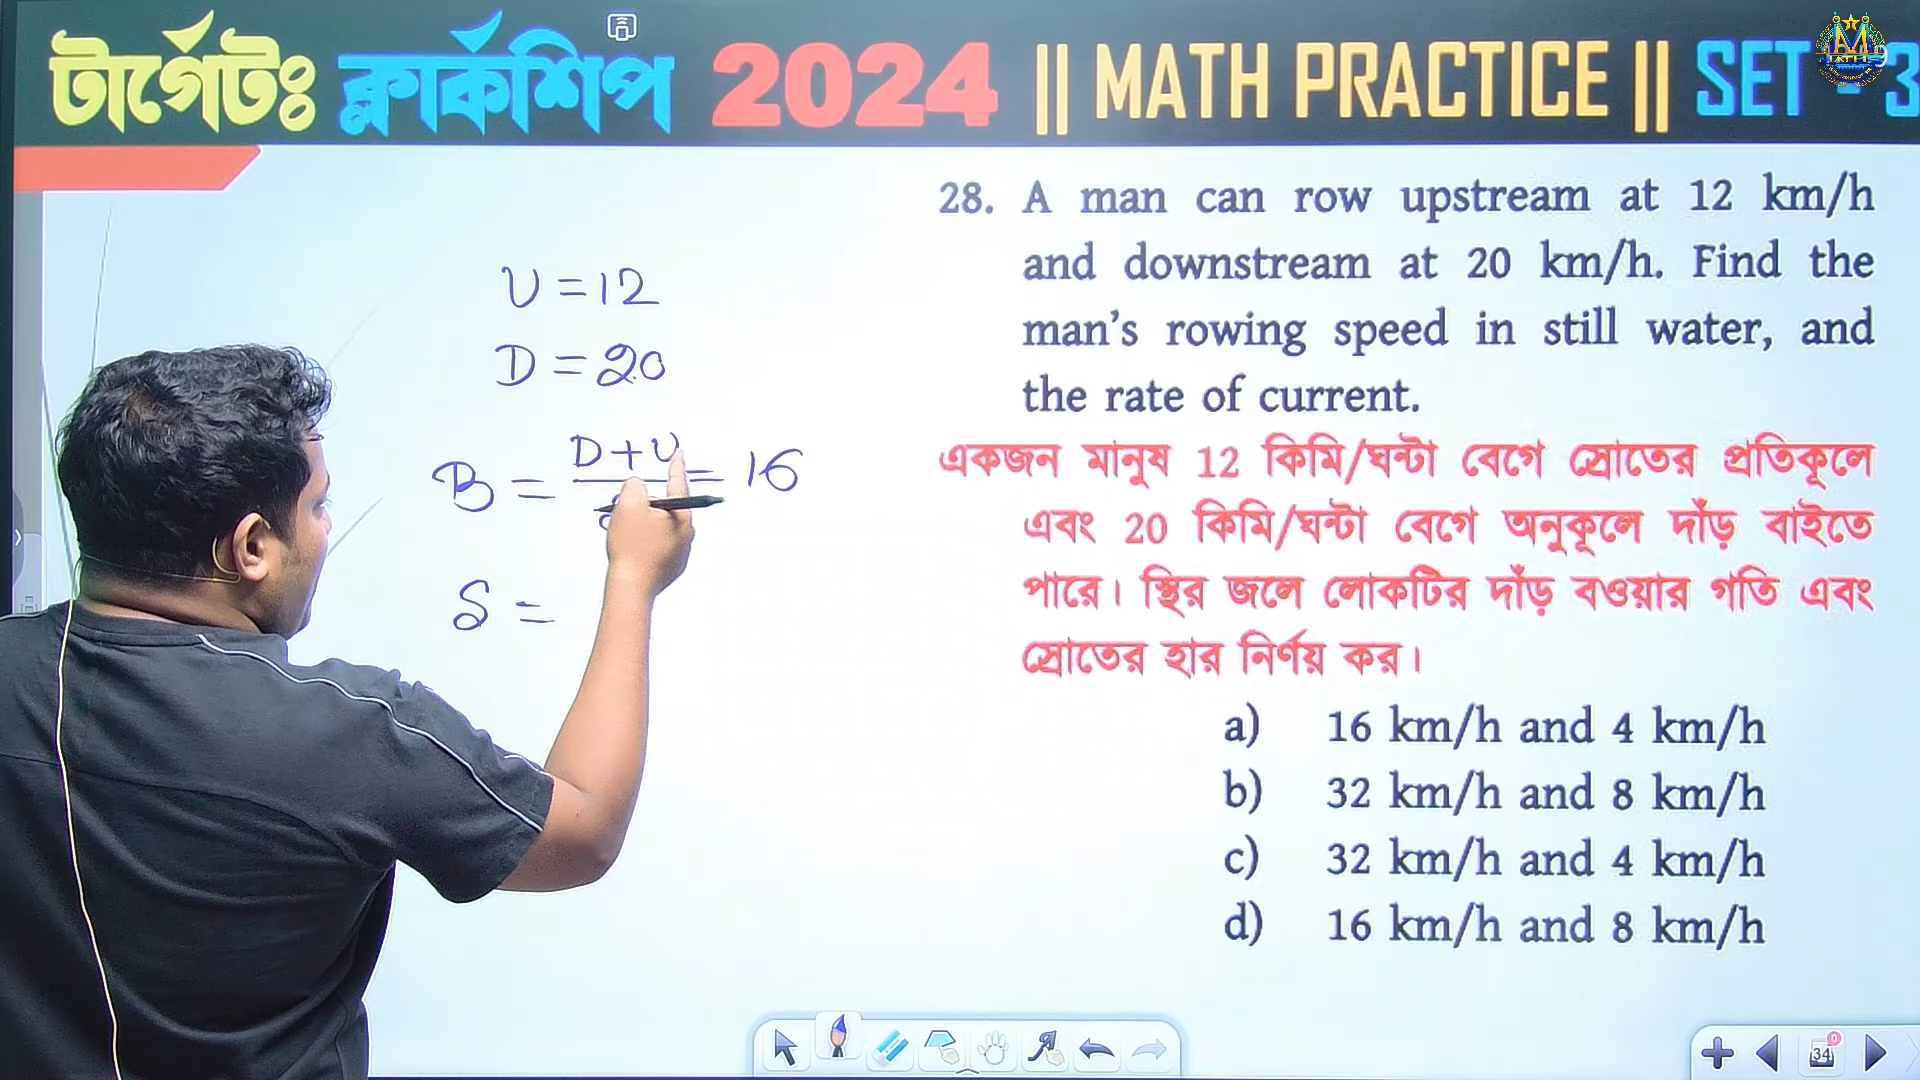 টার্গেটঃ ক্লার্কশিপ 2024 || MATH PRACTICE || SET - 3
28. A man can row upstream at 12 km/h
and downstream at 20 km/h. Find the
man's rowing speed in still water, and
the rate of current.
একজন মানুষ 12 কিমি/ঘন্টা বেগে স্রোতের প্রতিকূলে
এবং 20 কিমি/ঘন্টা বেগে অনুকূলে দাঁড় বাইতে
পারে। স্থির জলে লোকটির দাঁড় বওয়ার গতি এবং
স্রোতের হার নির্ণয় কর।
a) 16 km/h and 4 km/h
b) 32 km/h and 8 km/h
c) 32 km/h and 4 km/h
d) 16 km/h and 8 km/h
U = 12
D = 20
B = D + U = 16
S =
34